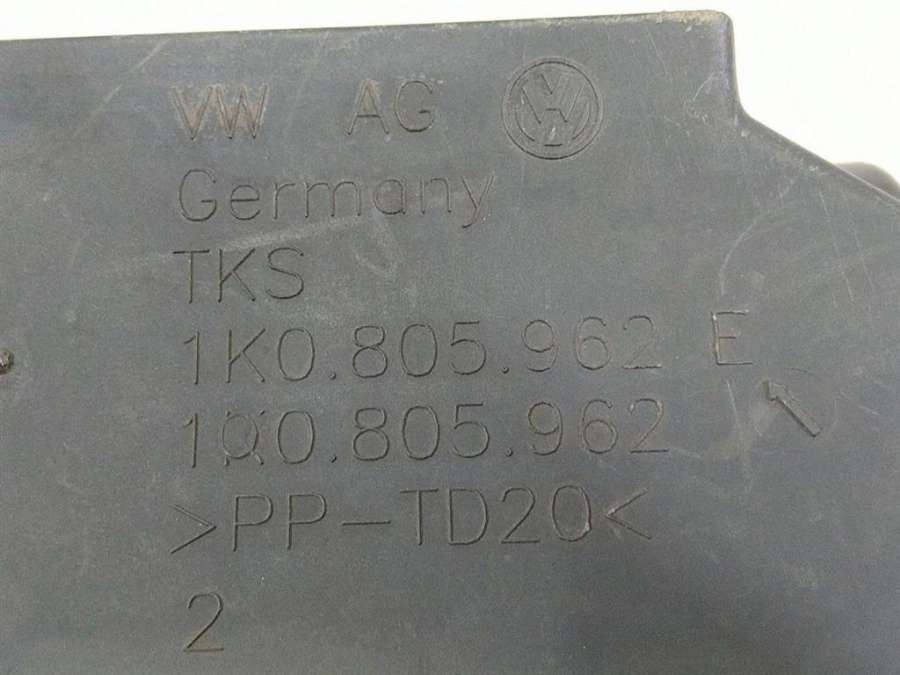 VW AG
Germany
TKS
1K0.805.962 E
1Q0.805.962
>PP-TD20<
2